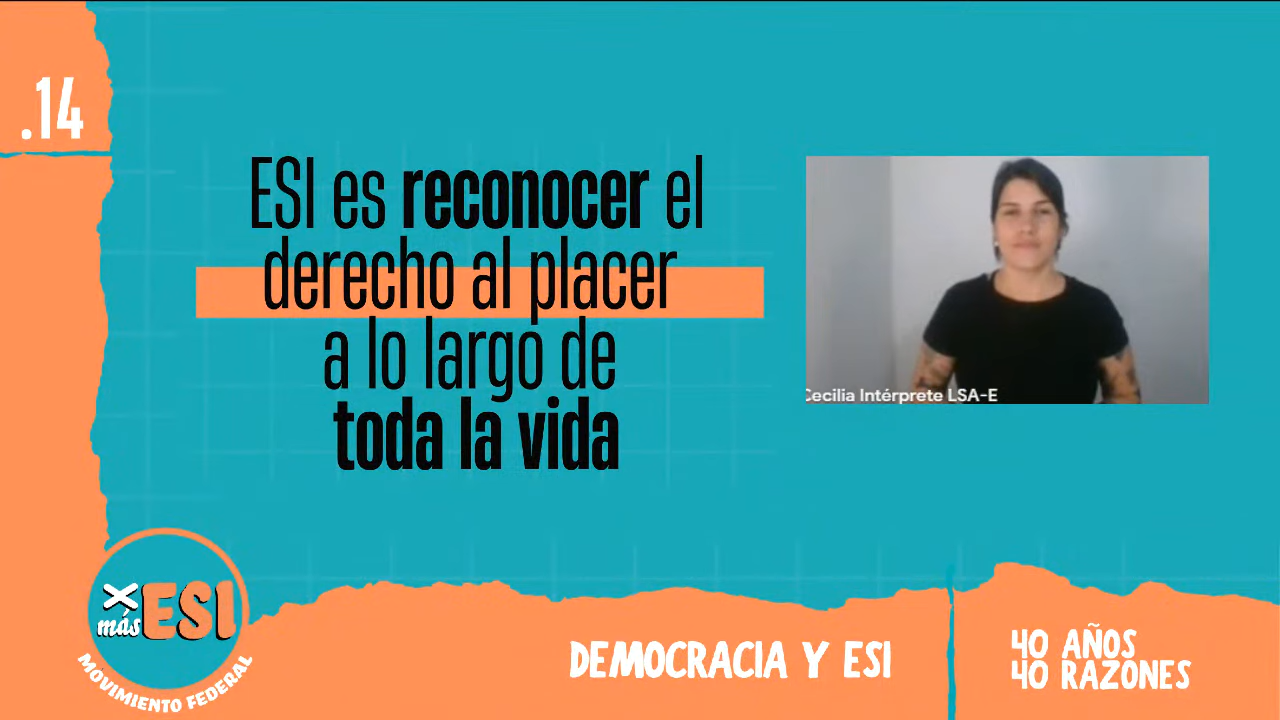 .14
ESI es reconocer el
derecho al placer
a lo largo de
toda la vida
Cecilia Intérprete LSA-E
x
más ESI
MOVIMIENTO FEDERAL
DEMOCRACIA Y ESI
40 AÑOS
40 RAZONES